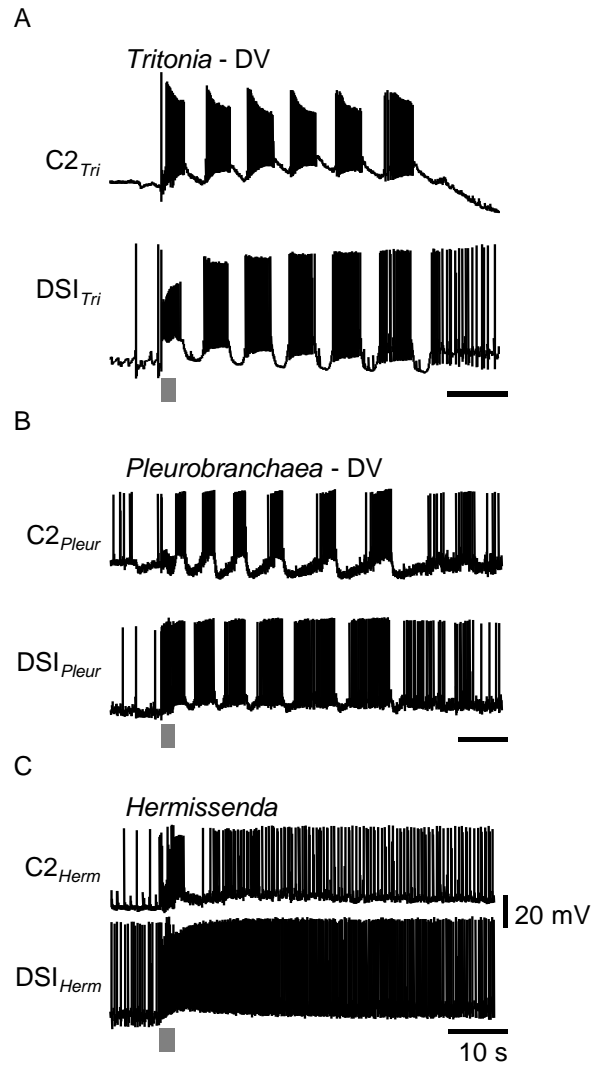 A
Tritonia - DV
C2Tri
DSITri
B
Pleurobranchaea - DV
C2Pleur
DSIPleur
C
Hermissenda
C2Herm
20 mV
DSIHerm
10 s